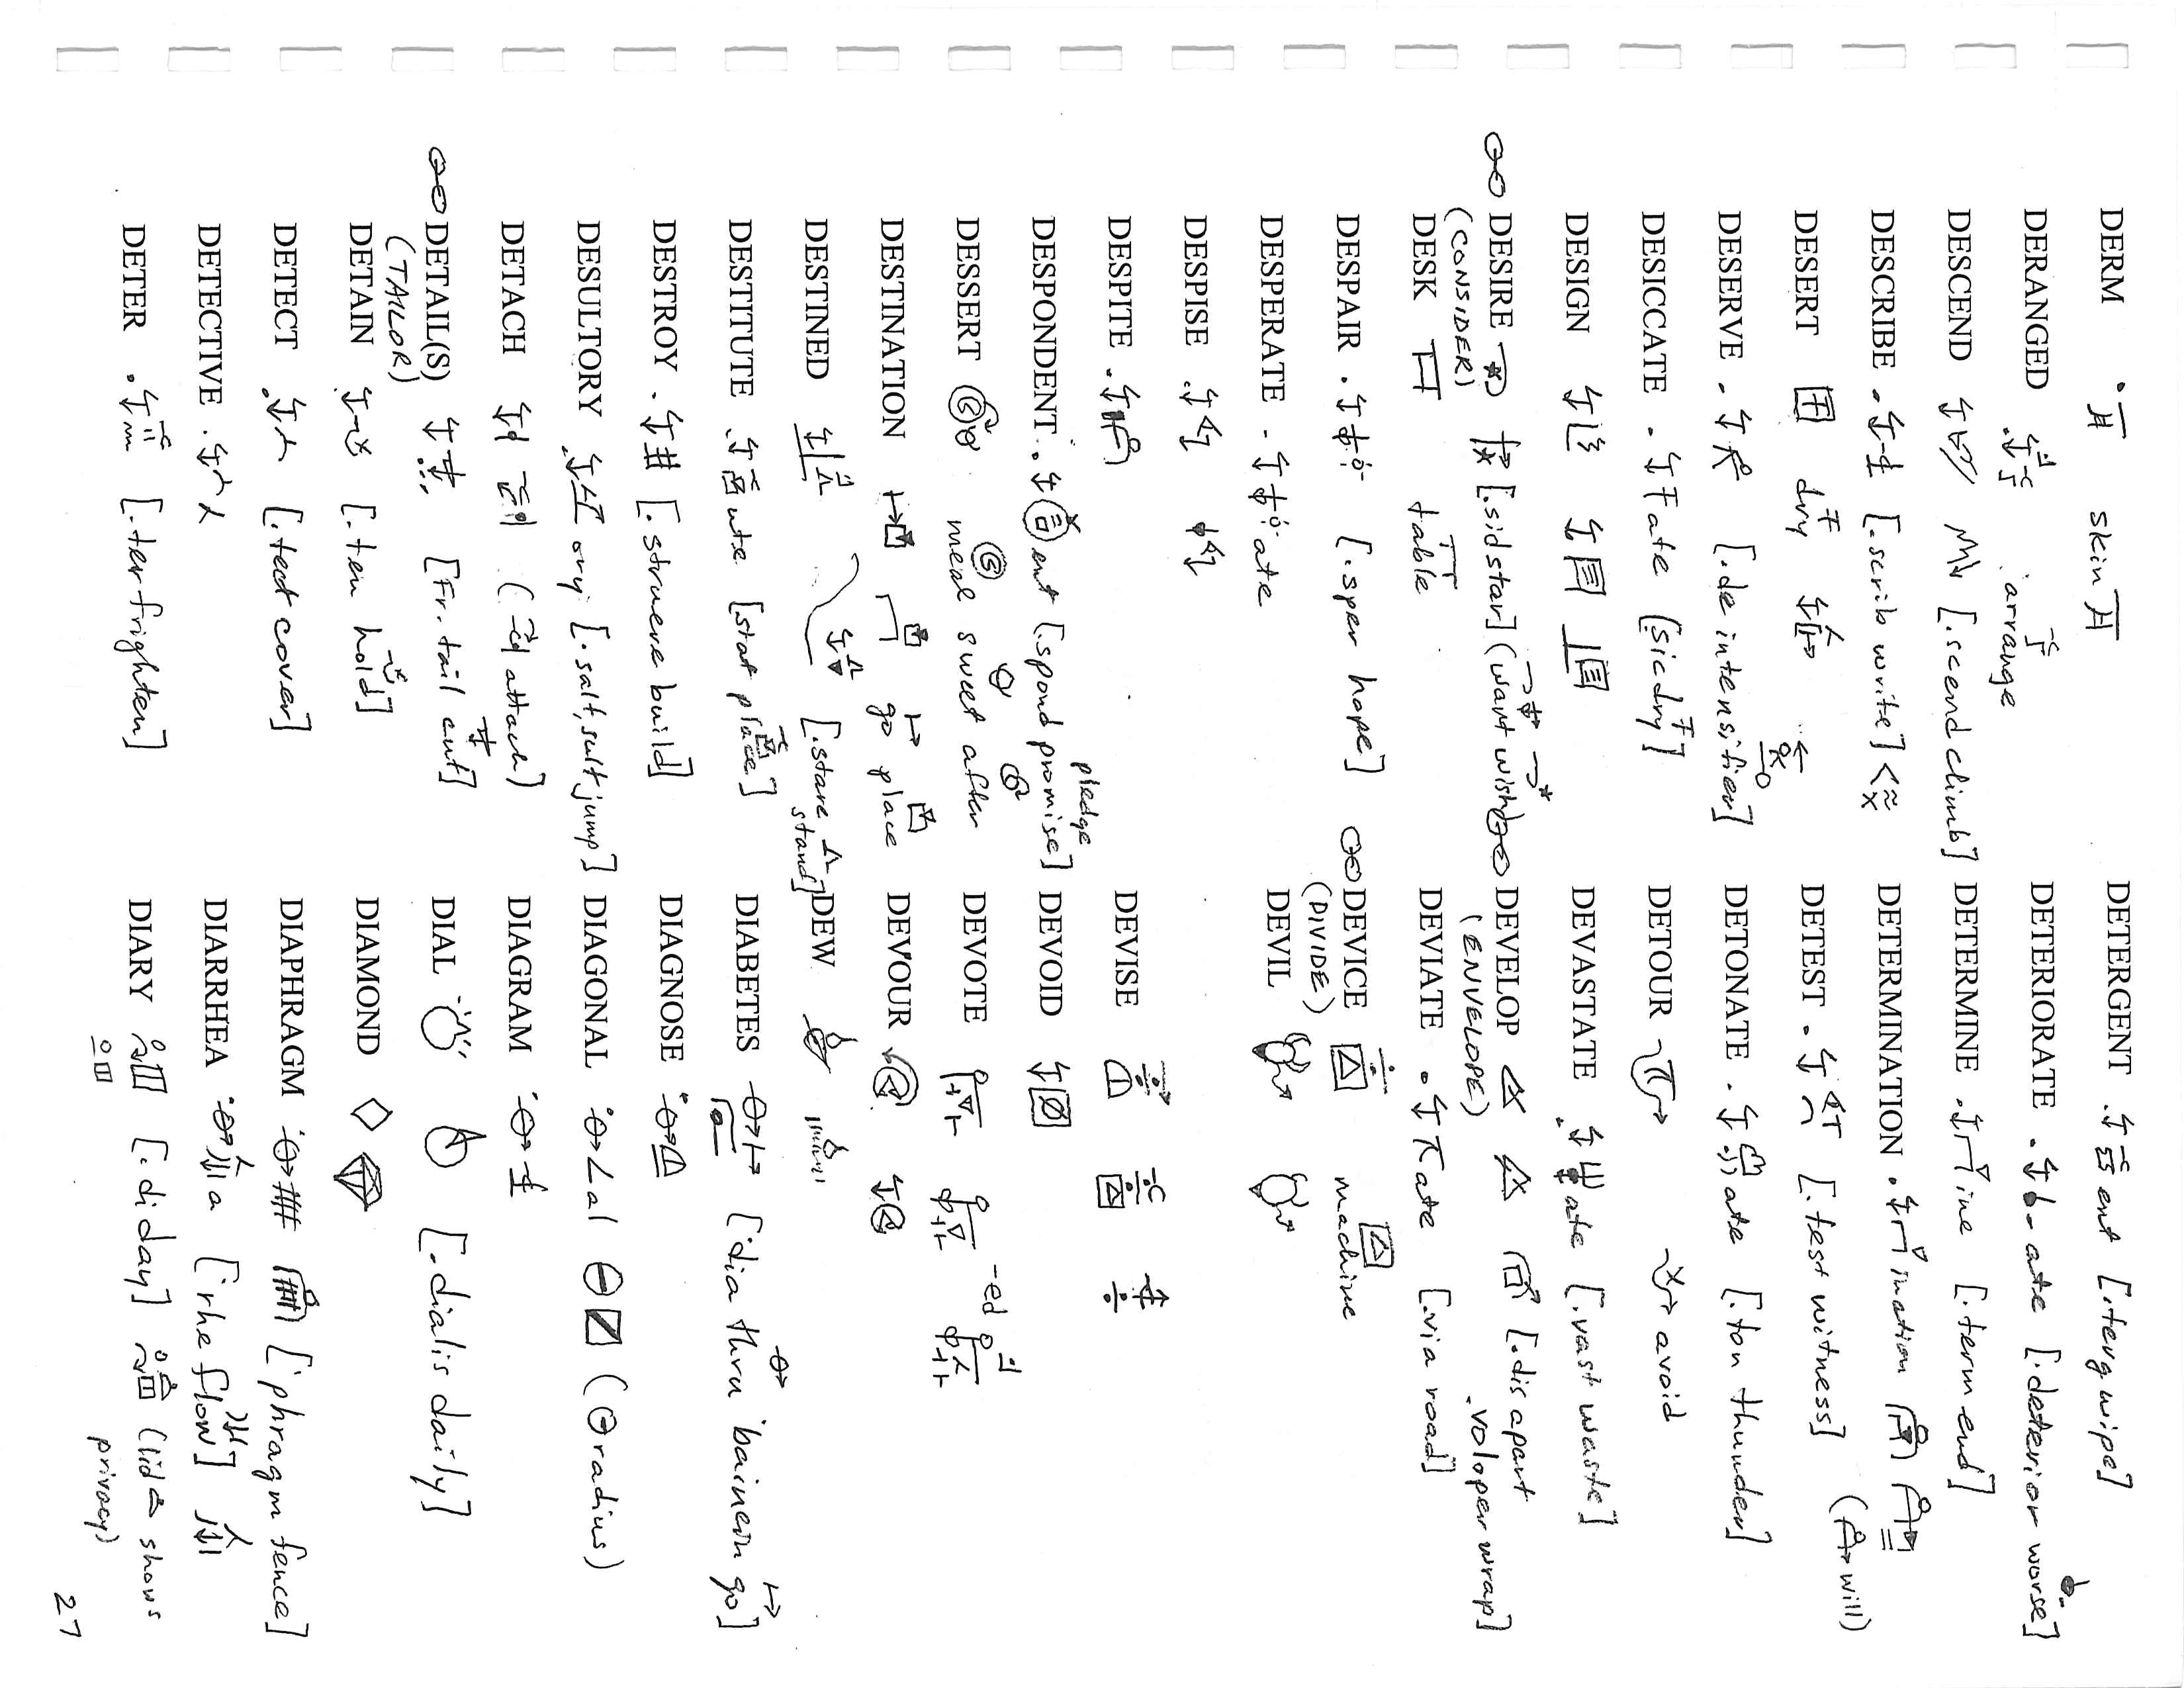 DERM skin
DERANGED arrange
DESCEND [.scend climb]
DESCRIBE [.scrib write]
DESERT dry
DESERVE [.de intensifier]
DESICCATE ate [sic dry]
DESIGN
DESIRE [.sid star] (want wish
(CONSIDER)
DESK table
DESPAIR [.sper hope]
DESPERATE ate
DESPISE
DESPITE
DESPONDENT ent [.spond promise]
pledge
DESSERT meal sweet after
DESTINATION go place
DESTINED [.stare stand]
DESTITUTE ute [stat place]
DESTROY [.struere build]
DESULTORY ory [.salt, sult jump]
DETACH (attach)
DETAIL(S) [Fr. tail cut]
(TAILOR)
DETAIN [.ten hold]
DETECT [.tect cover]
DETECTIVE
DETER [.ter frighten]
DETERGENT ent [.terg wipe]
DETERIORATE ate [.deterior worse]
DETERMINE ine [.term end]
DETERMINATION ination (will)
DETEST [.test witness]
DETONATE ate [.ton thunder]
DETOUR avoid
DEVASTATE ate [.vast waste]
DEVELOP [.dis apart
(ENVELOPE) .voloper wrap]
DEVIATE ate [.via road]
DEVICE machine
(DIVIDE)
DEVIL
DEVISE
DEVOID
DEVOTE -ed
DEVOUR
DEW
DIABETES [dia thru bainein go]
DIAGNOSE
DIAGONAL al (radius)
DIAGRAM
DIAL [.dialis daily]
DIAMOND
DIAPHRAGM [phragm fence]
DIARRHEA a [rhe flow]
DIARY [.di day] (lid shows
privacy)
27